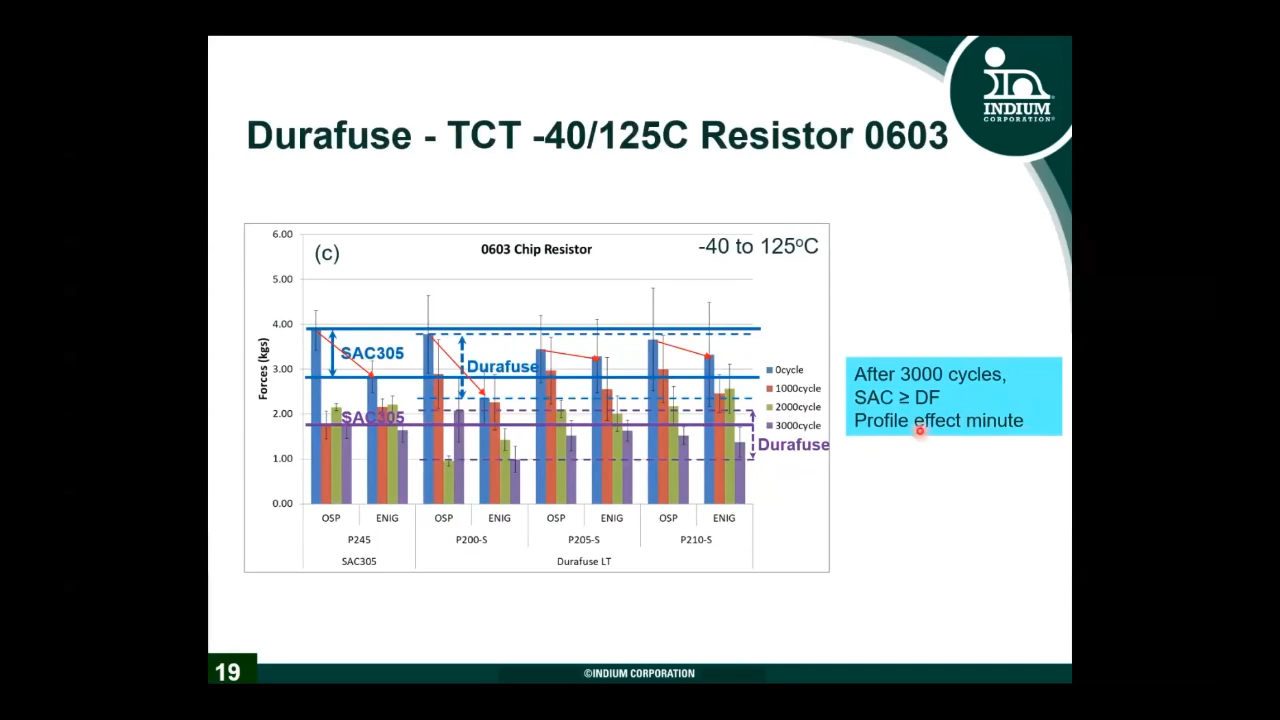 INDIUM
CORPORATION®
Durafuse - TCT -40/125C Resistor 0603
(c)
0603 Chip Resistor
-40 to 125°C
6.00
5.00
4.00
3.00
2.00
1.00
0.00
Forces (kgs)
SAC305
Durafuse
SAC305
Durafuse
0cycle
1000cycle
2000cycle
3000cycle
OSP ENIG OSP ENIG OSP ENIG OSP ENIG
P245 P200-S P205-S P210-S
SAC305 Durafuse LT
After 3000 cycles,
SAC ≥ DF
Profile effect minute
19
©INDIUM CORPORATION